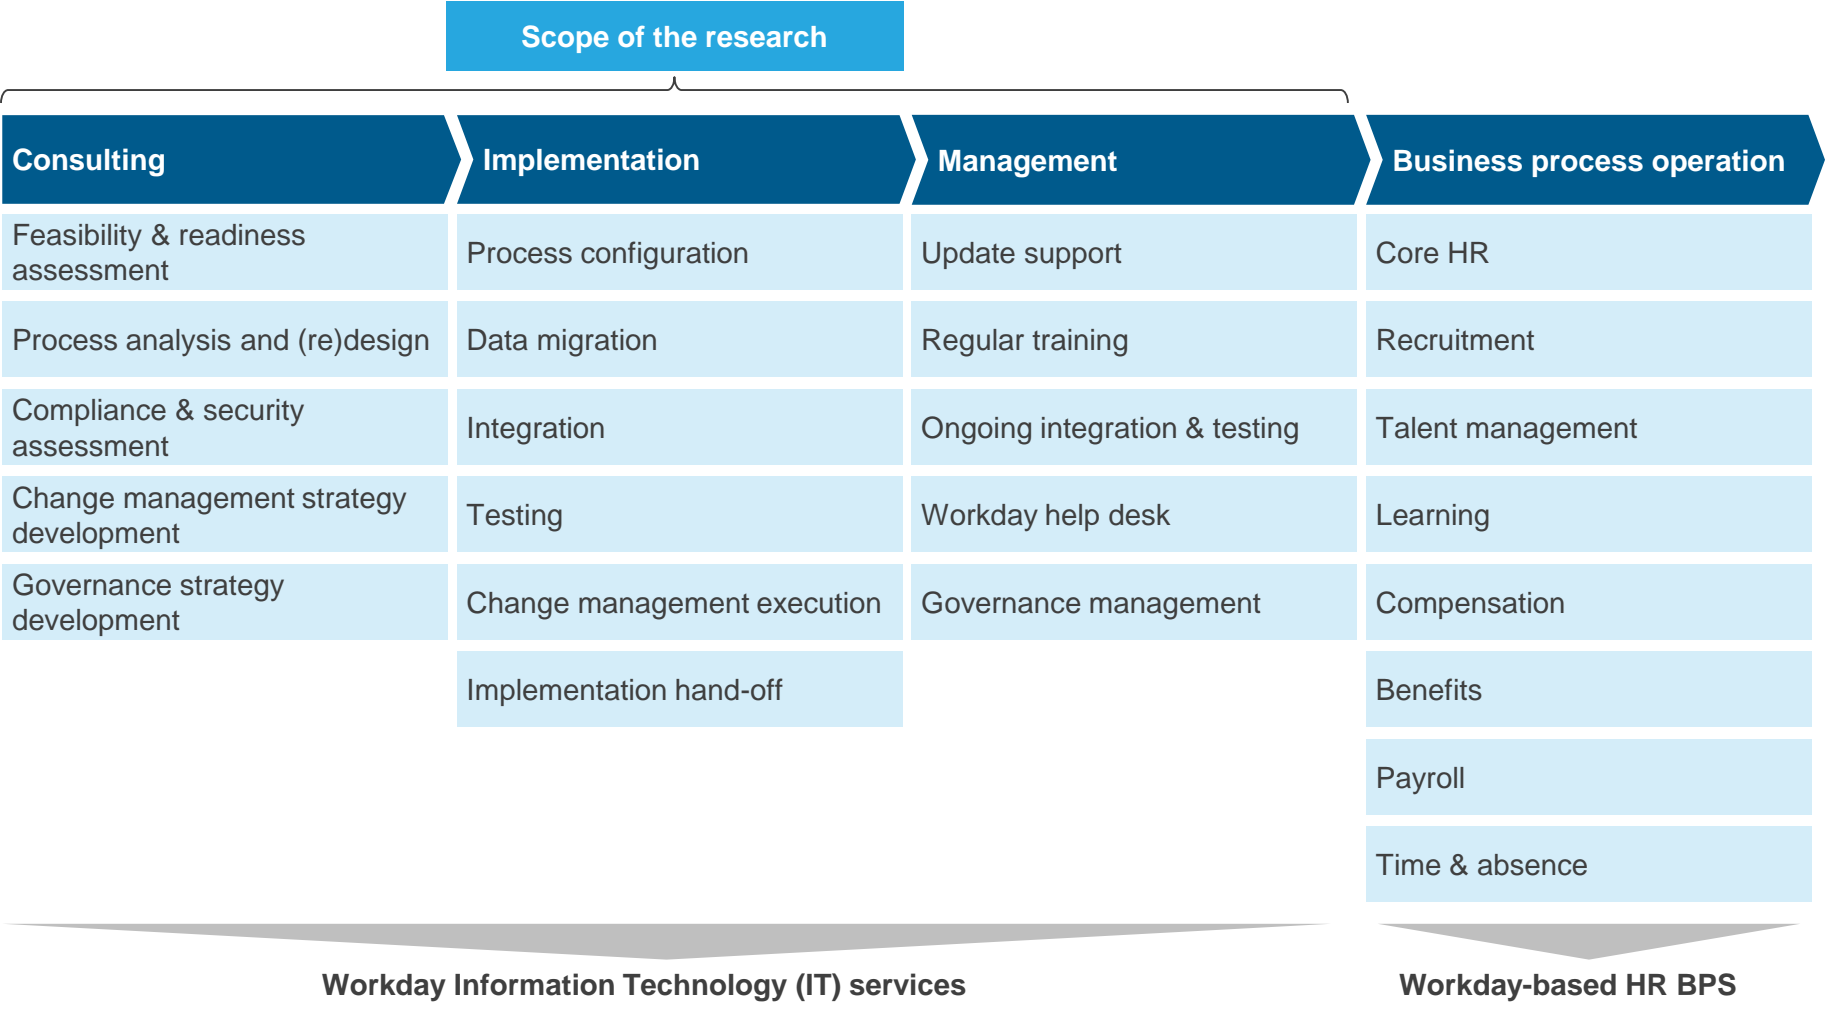 Scope of the research
Consulting
Implementation
Management
Business process operation
Feasibility & readiness
assessment
Process configuration
Update support
Core HR
Process analysis and (re)design
Data migration
Regular training
Recruitment
Compliance & security
assessment
Integration
Ongoing integration & testing
Talent management
Change management strategy
development
Testing
Workday help desk
Learning
Governance strategy
development
Change management execution
Governance management
Compensation
Implementation hand-off
Benefits
Payroll
Time & absence
Workday Information Technology (IT) services
Workday-based HR BPS